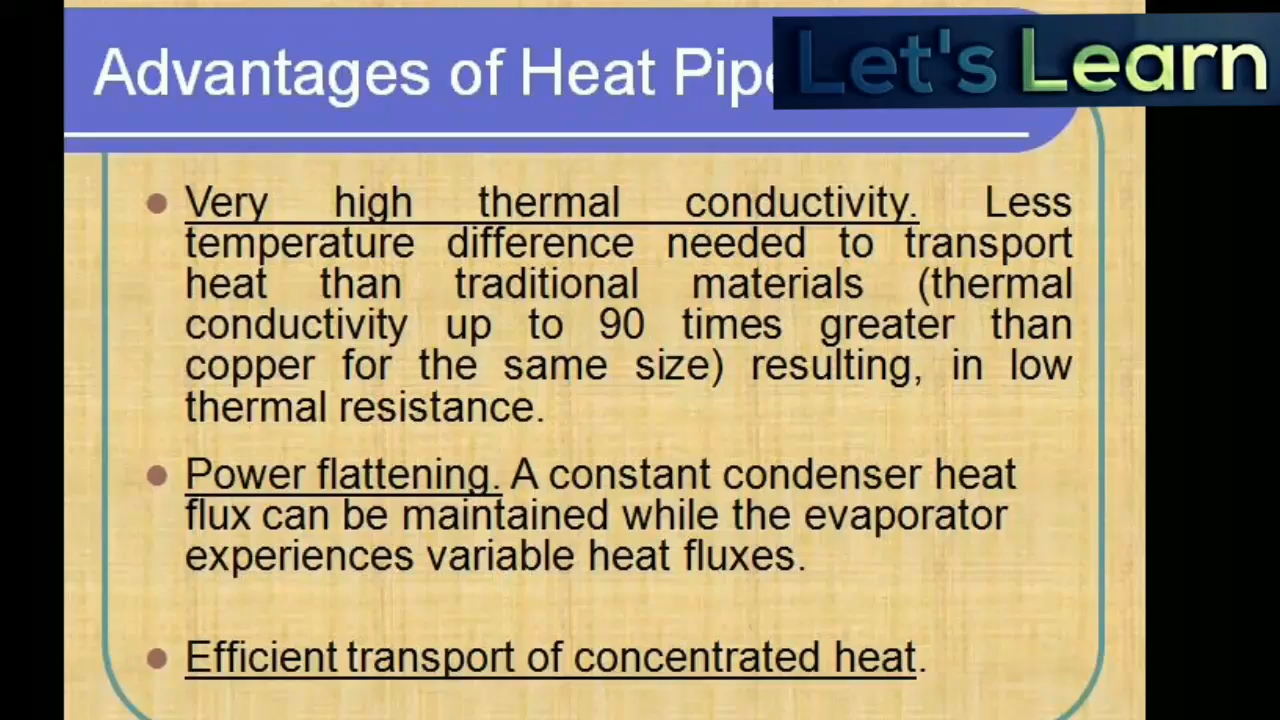 Advantages of Heat Pipe
Let's Learn
Very high thermal conductivity. Less
temperature difference needed to transport
heat than traditional materials (thermal
conductivity up to 90 times greater than
copper for the same size) resulting, in low
thermal resistance.
Power flattening. A constant condenser heat
flux can be maintained while the evaporator
experiences variable heat fluxes.
Efficient transport of concentrated heat.